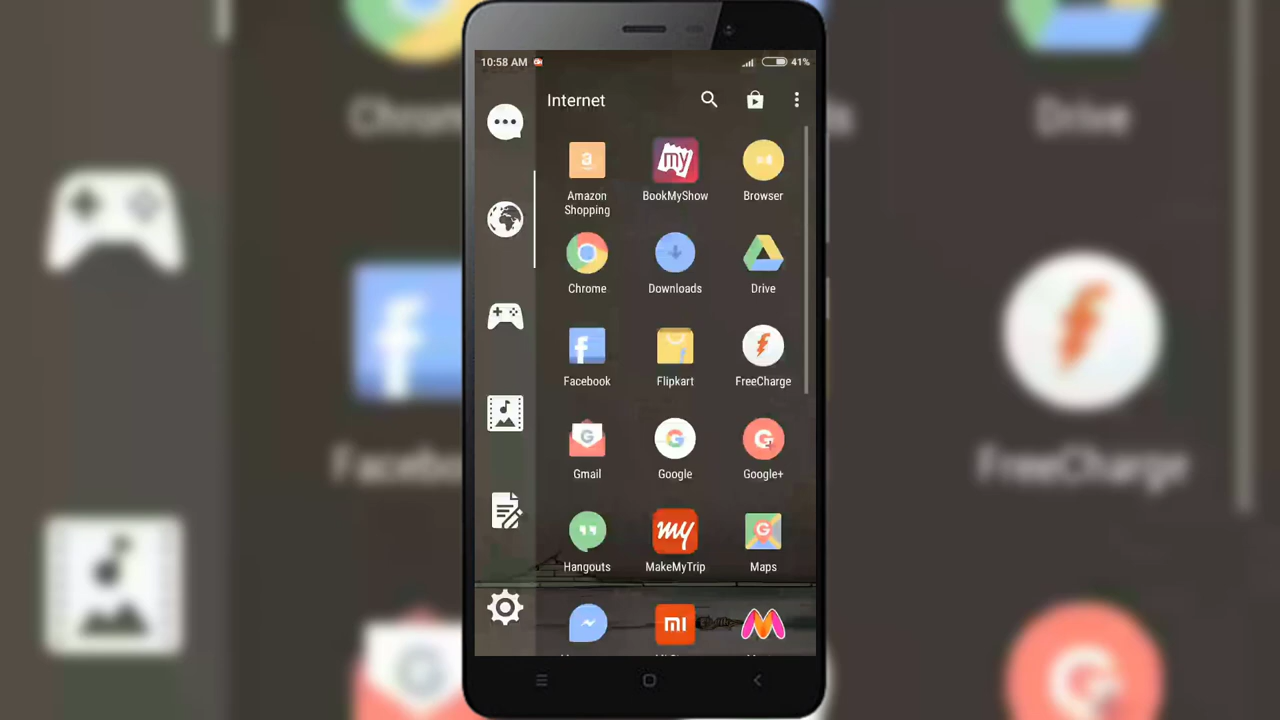 10:58 AM
41%
Internet
Amazon Shopping
BookMyShow
Browser
Chrome
Downloads
Drive
Facebook
Flipkart
FreeCharge
Gmail
Google
Google+
Hangouts
MakeMyTrip
Maps